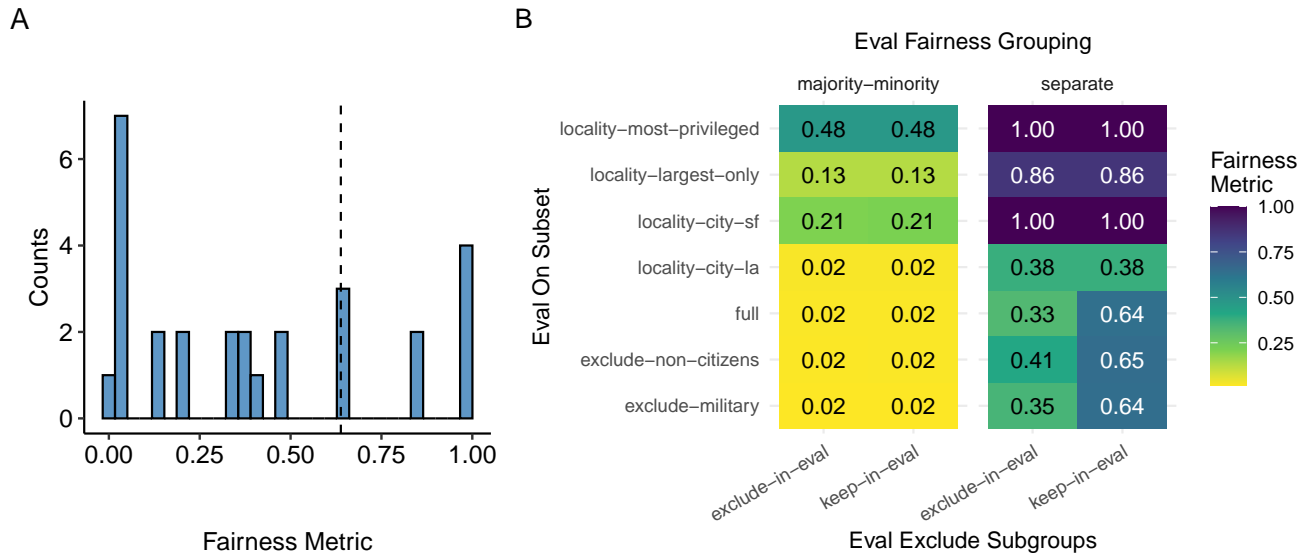 A
Counts
6
4
2
0
0.00 0.25 0.50 0.75 1.00
Fairness Metric
B
Eval Fairness Grouping
majority−minority separate
Eval On Subset
locality−most−privileged 0.48 0.48 1.00 1.00
locality−largest−only 0.13 0.13 0.86 0.86
locality−city−sf 0.21 0.21 1.00 1.00
locality−city−la 0.02 0.02 0.38 0.38
full 0.02 0.02 0.33 0.64
exclude−non−citizens 0.02 0.02 0.41 0.65
exclude−military 0.02 0.02 0.35 0.64
exclude−in−eval keep−in−eval exclude−in−eval keep−in−eval
Eval Exclude Subgroups
Fairness
Metric
1.00
0.75
0.50
0.25